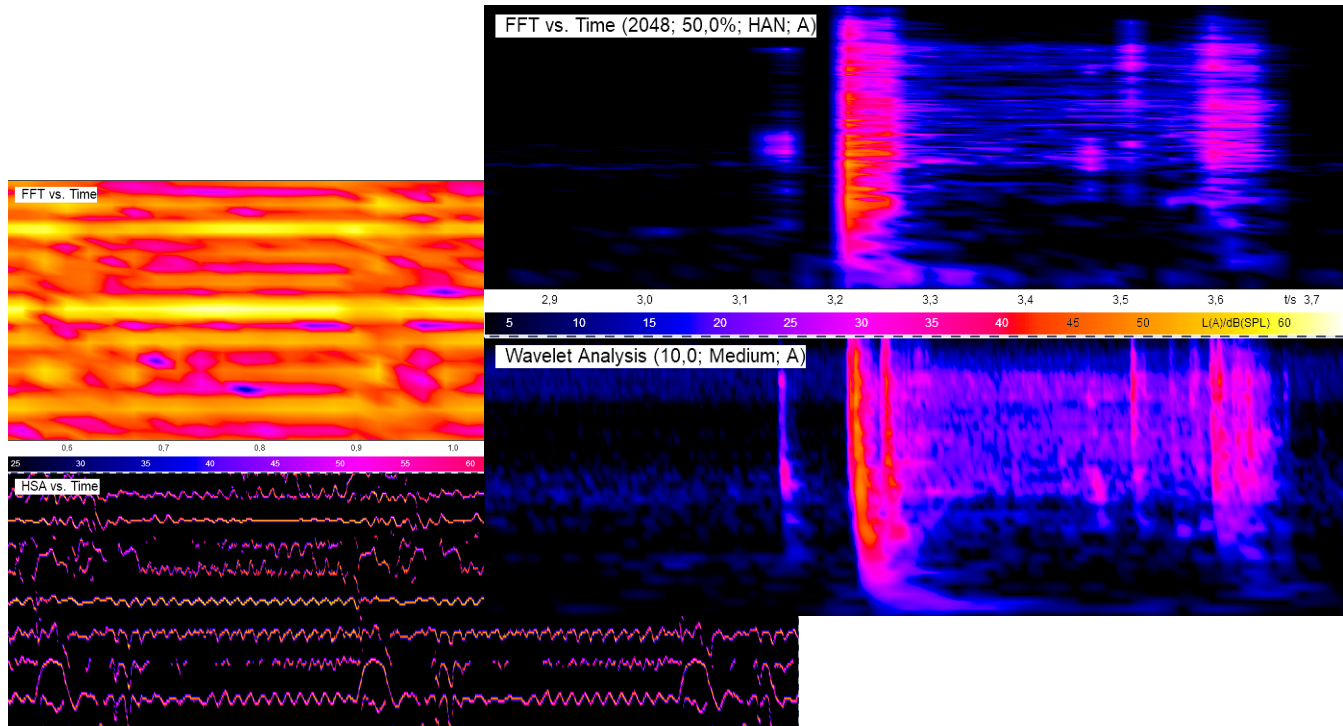 FFT vs. Time (2048; 50,0%; HAN; A)
FFT vs. Time
2,9 3,0 3,1 3,2 3,3 3,4 3,5 3,6 t/s 3,7
5 10 15 20 25 30 35 40 45 50 L(A)/dB(SPL) 60
Wavelet Analysis (10,0; Medium; A)
0,6 0,7 0,8 0,9 1,0
25 30 35 40 45 50 55 60
HSA vs. Time